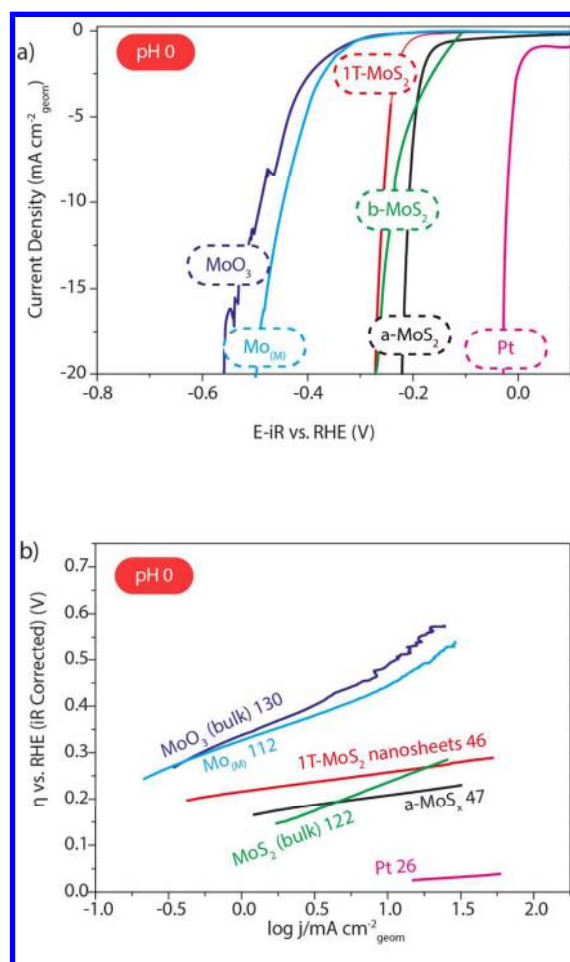 a)
pH 0
0
-5
-10
-15
-20
Current Density (mA cm⁻²geom)
1T-MoS₂
b-MoS₂
MoO₃
Mo(M)
a-MoS₂
Pt
-0.8 -0.6 -0.4 -0.2 0.0
E-iR vs. RHE (V)
b)
pH 0
0.7
0.6
0.5
0.4
0.3
0.2
0.1
0.0
η vs. RHE (iR Corrected) (V)
MoO₃ (bulk) 130
Mo(M) 112
1T-MoS₂ nanosheets 46
a-MoSₓ 47
MoS₂ (bulk) 122
Pt 26
-1.0 -0.5 0.0 0.5 1.0 1.5 2.0
log j/mA cm⁻²geom